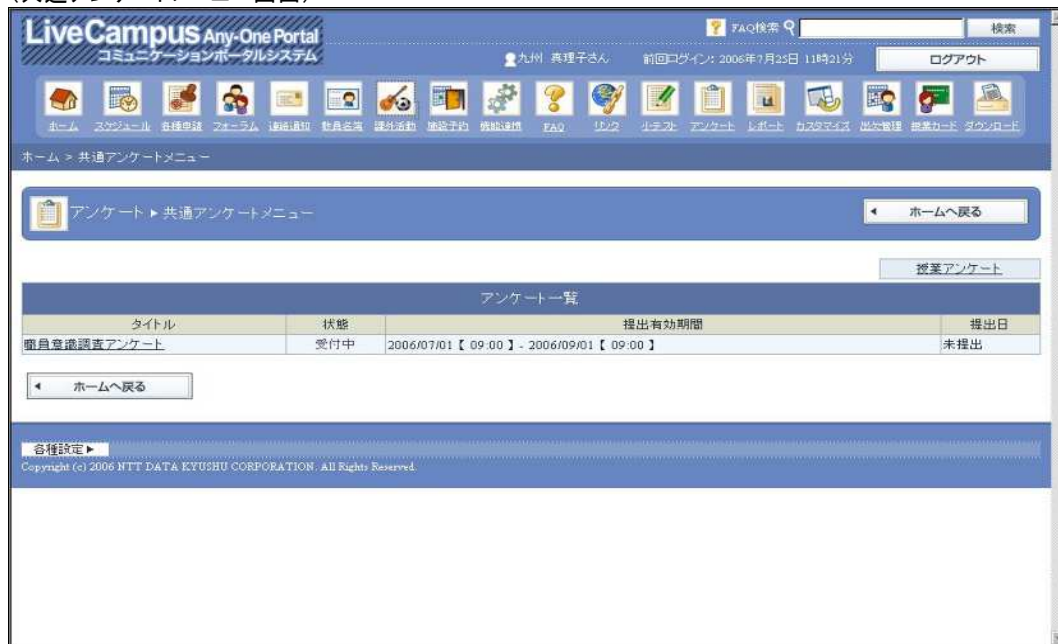 LiveCampus Any-One Portal
コミュニケーションポータルシステム
FAQ検索
検索
九州 真理子さん
前回ログイン: 2006年7月25日 11時21分
ログアウト
ホーム スケジュール 各種申請 フォーラム 連絡通知 教員名簿 課外活動 施設予約 機能連携 FAQ リンク 小テスト アンケート レポート カスタマイズ 出欠管理 授業カード ダウンロード
ホーム > 共通アンケートメニュー
アンケート ▶ 共通アンケートメニュー
◀ ホームへ戻る
授業アンケート
アンケート一覧
タイトル 状態 提出有効期間 提出日
職員意識調査アンケート 受付中 2006/07/01【 09:00 】- 2006/09/01【 09:00 】 未提出
◀ ホームへ戻る
各種設定▶
Copyright (c) 2006 NTT DATA KYUSHU CORPORATION. All Rights Reserved.